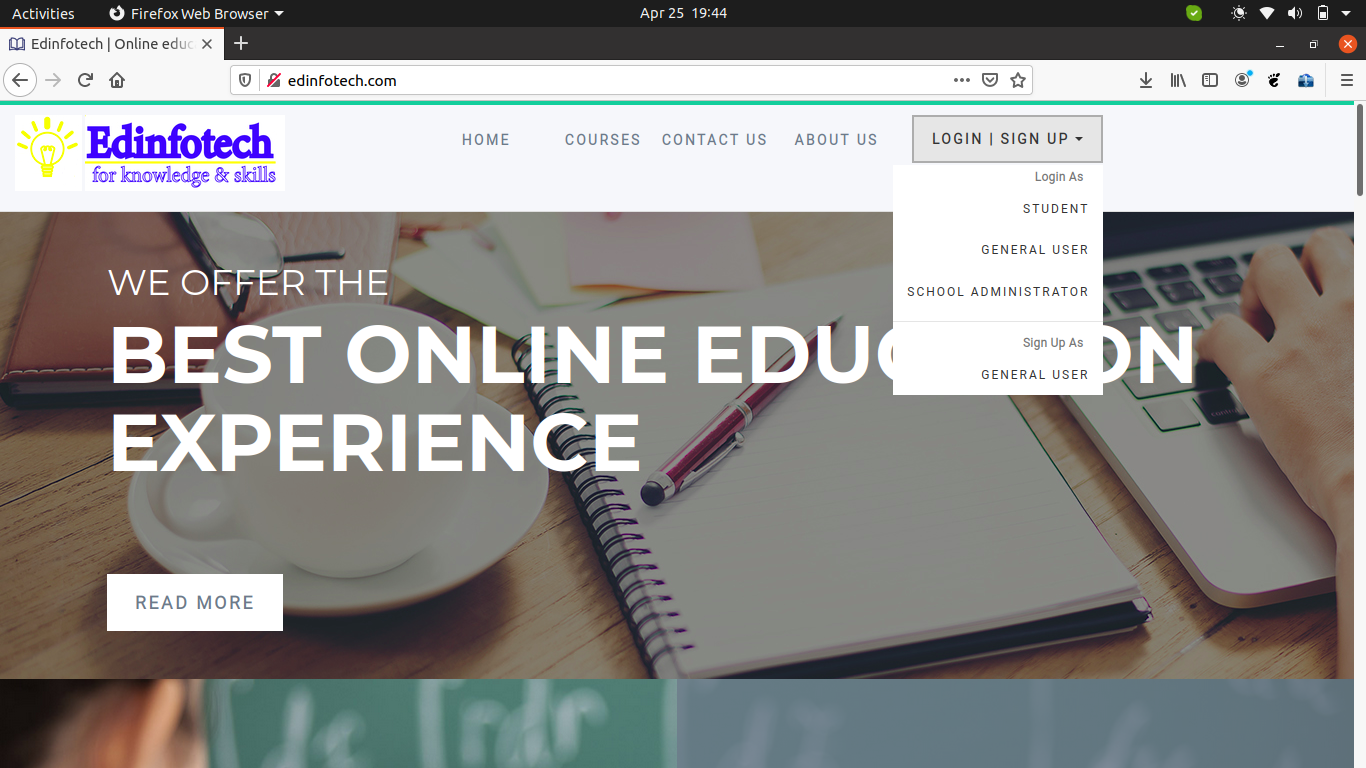 Activities Firefox Web Browser Apr 25 19:44
Edinfotech | Online educ
edinfotech.com
Edinfotech
for knowledge & skills
HOME COURSES CONTACT US ABOUT US LOGIN | SIGN UP
Login As
STUDENT
GENERAL USER
SCHOOL ADMINISTRATOR
Sign Up As
GENERAL USER
WE OFFER THE
BEST ONLINE EDUC ON
EXPERIENCE
READ MORE